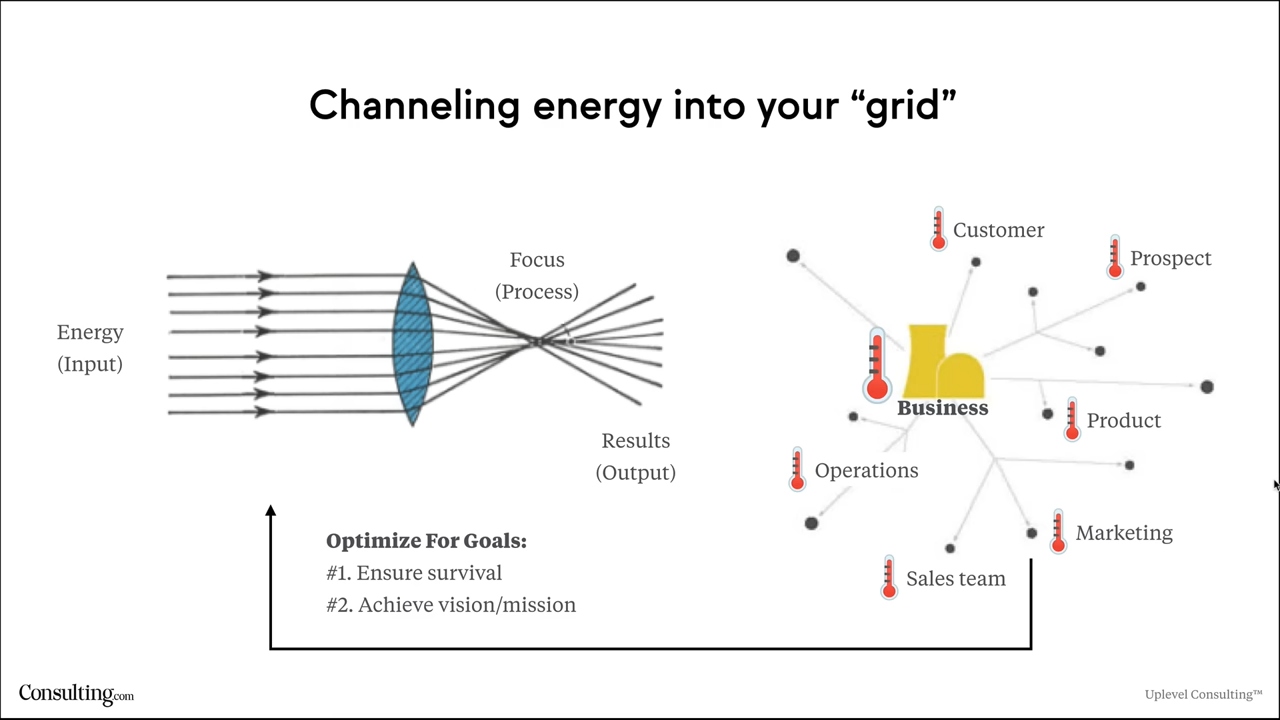 Channeling energy into your “grid”
Energy
(Input)
Focus
(Process)
Results
(Output)
Customer
Prospect
Business
Product
Operations
Marketing
Sales team
Optimize For Goals:
#1. Ensure survival
#2. Achieve vision/mission
Consulting.com
Uplevel Consulting™